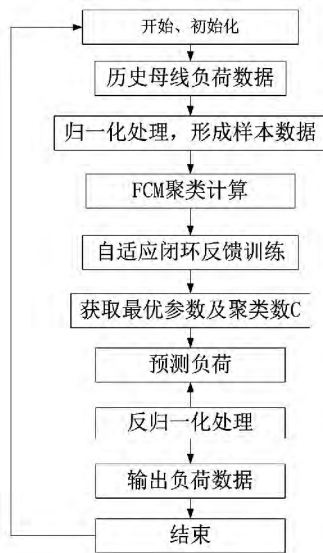 开始、初始化
历史母线负荷数据
归一化处理，形成样本数据
FCM聚类计算
自适应闭环反馈训练
获取最优参数及聚类数C
预测负荷
反归一化处理
输出负荷数据
结束